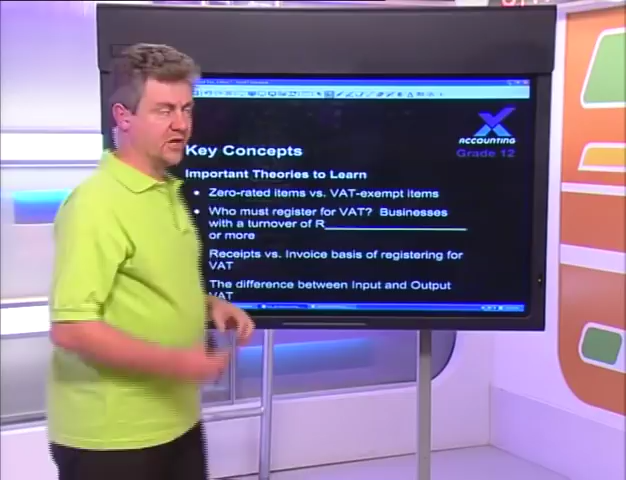 ACCOUNTING
Grade 12
Key Concepts
Important Theories to Learn
• Zero-rated items vs. VAT-exempt items
• Who must register for VAT? Businesses
with a turnover of R____________________
or more
Receipts vs. Invoice basis of registering for
VAT
The difference between Input and Output
VAT